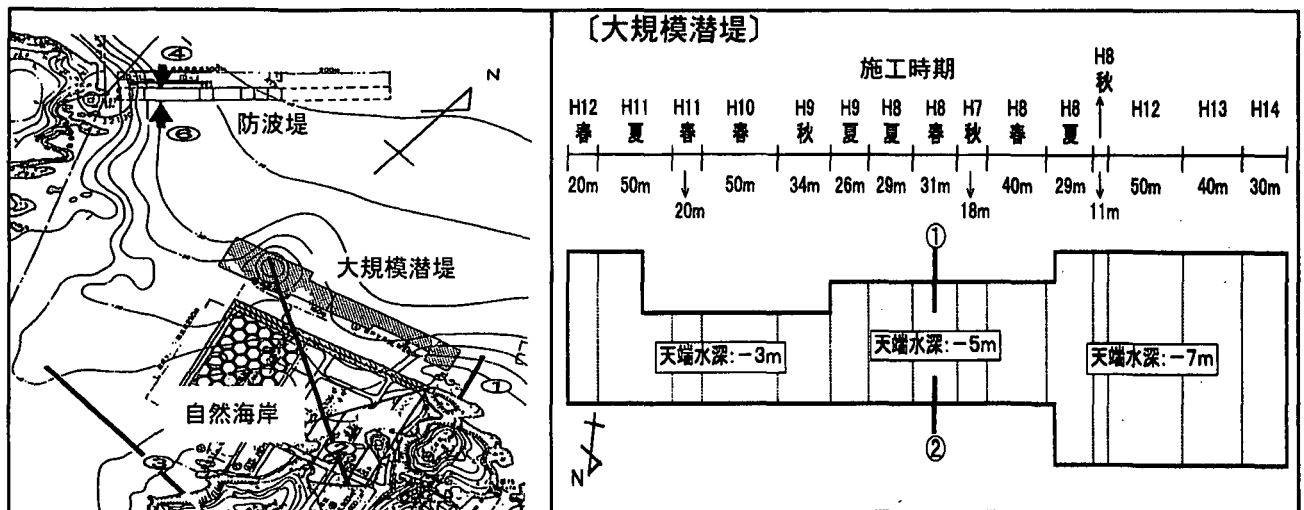 ④
200m
N
防波堤
⑥
大規模潜堤
自然海岸
①
②
③
〔大規模潜堤〕
施工時期
H12 H11 H11 H10 H9 H9 H8 H8 H7 H8 H8 H8 H12 H13 H14
春 夏 春 春 秋 夏 夏 春 秋 春 夏 秋
20m 50m 20m 50m 34m 26m 29m 31m 18m 40m 29m 11m 50m 40m 30m
①
天端水深:-3m
天端水深:-5m
天端水深:-7m
②
N